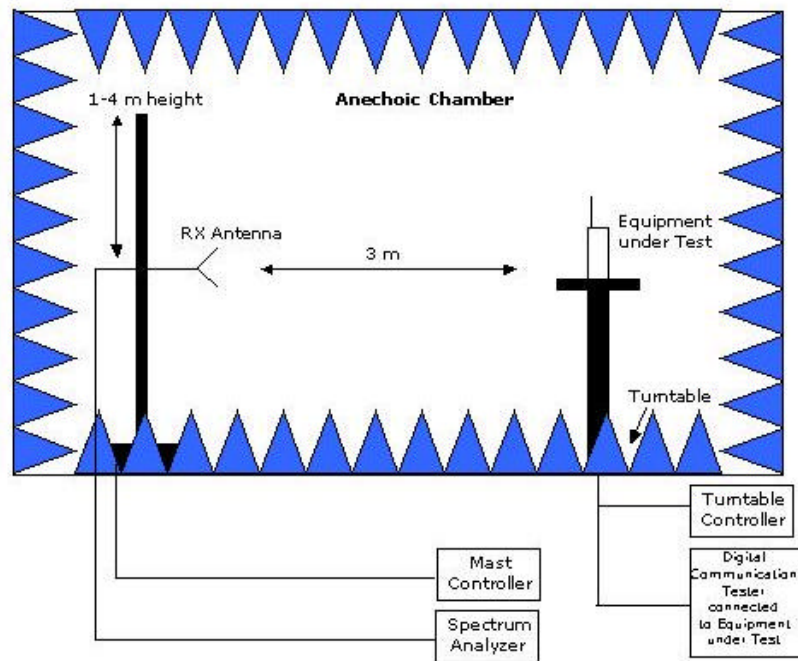 1-4 m height
Anechoic Chamber
RX Antenna
3 m
Equipment
under Test
Turntable
Turntable
Controller
Mast
Controller
Digital
Communication
Tester
connected
to Equipment
under Test
Spectrum
Analyzer